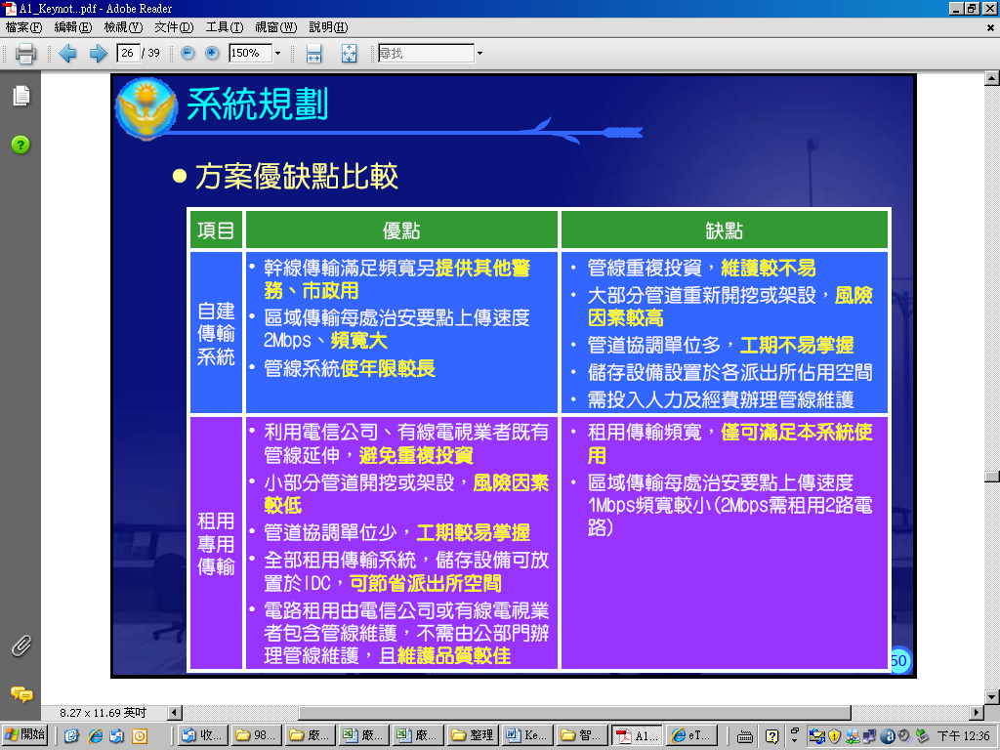 A1_Keynot...pdf - Adobe Reader
檔案(F) 編輯(E) 檢視(V) 文件(D) 工具(T) 視窗(W) 說明(H)
26 / 39 150% 尋找
系統規劃
方案優缺點比較
項目 優點 缺點
自建
傳輸
系統
• 幹線傳輸滿足頻寬另提供其他警
務、市政用
• 區域傳輸每處治安要點上傳速度
2Mbps、頻寬大
• 管線系統使年限較長
• 管線重複投資，維護較不易
• 大部分管道重新開挖或架設，風險
因素較高
• 管道協調單位多，工期不易掌握
• 儲存設備設置於各派出所佔用空間
• 需投入人力及經費辦理管線維護
租用
專用
傳輸
• 利用電信公司、有線電視業者既有
管線延伸，避免重複投資
• 小部分管道開挖或架設，風險因素
較低
• 管道協調單位少，工期較易掌握
• 全部租用傳輸系統，儲存設備可放
置於IDC，可節省派出所空間
• 電路租用由電信公司或有線電視業
者包含管線維護，不需由公部門辦
理管線維護，且維護品質較佳
• 租用傳輸頻寬，僅可滿足本系統使
用
• 區域傳輸每處治安要點上傳速度
1Mbps頻寬較小(2Mbps需租用2路電
路)
50
8.27 x 11.69 英吋
開始 收... 98... 廠... 廠... 廠... 整理 Ke... 智... A1... eT... 下午 12:36